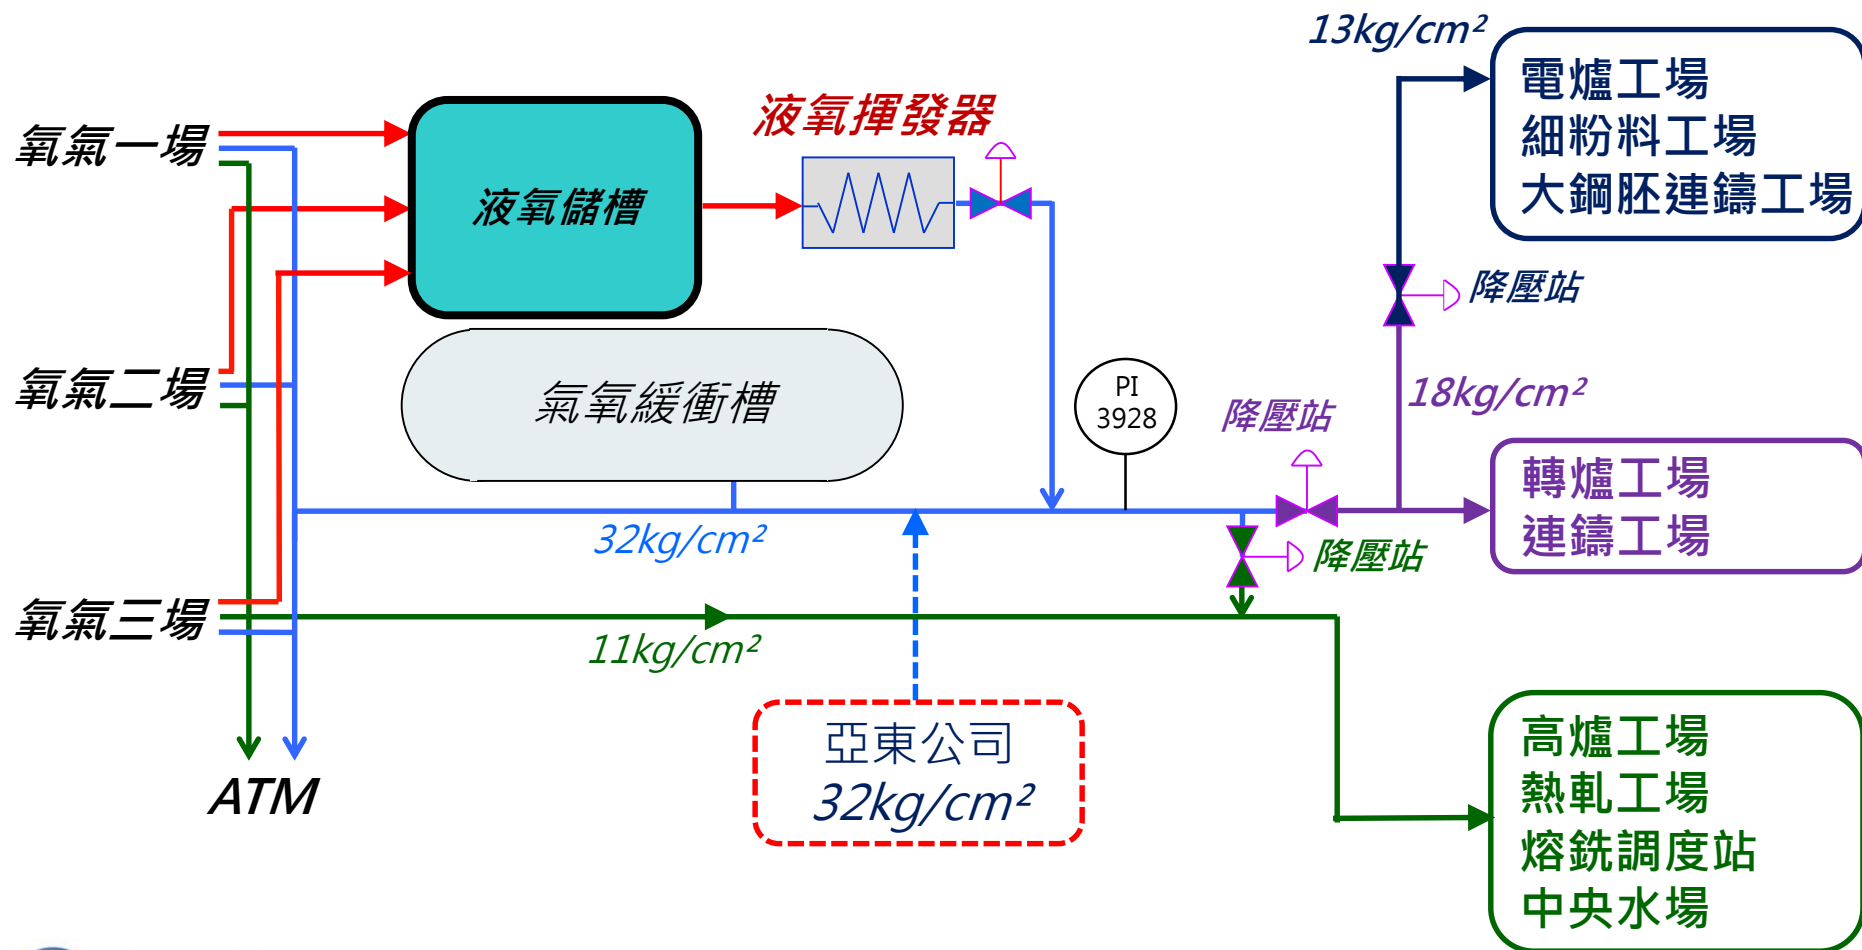 13kg/cm²
電爐工場
細粉料工場
大鋼胚連鑄工場
液氧揮發器
氧氣一場
液氧儲槽
降壓站
氧氣二場
氣氧緩衝槽
PI
3928
18kg/cm²
降壓站
轉爐工場
連鑄工場
32kg/cm²
降壓站
氧氣三場
11kg/cm²
亞東公司
32kg/cm²
ATM
高爐工場
熱軋工場
熔銑調度站
中央水場